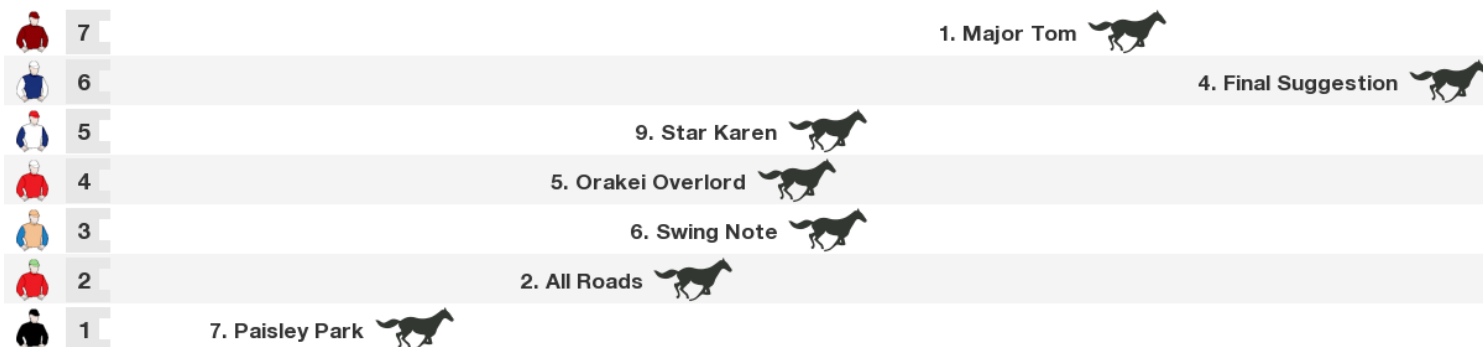 7 1. Major Tom
6 4. Final Suggestion
5 9. Star Karen
4 5. Orakei Overlord
3 6. Swing Note
2 2. All Roads
1 7. Paisley Park